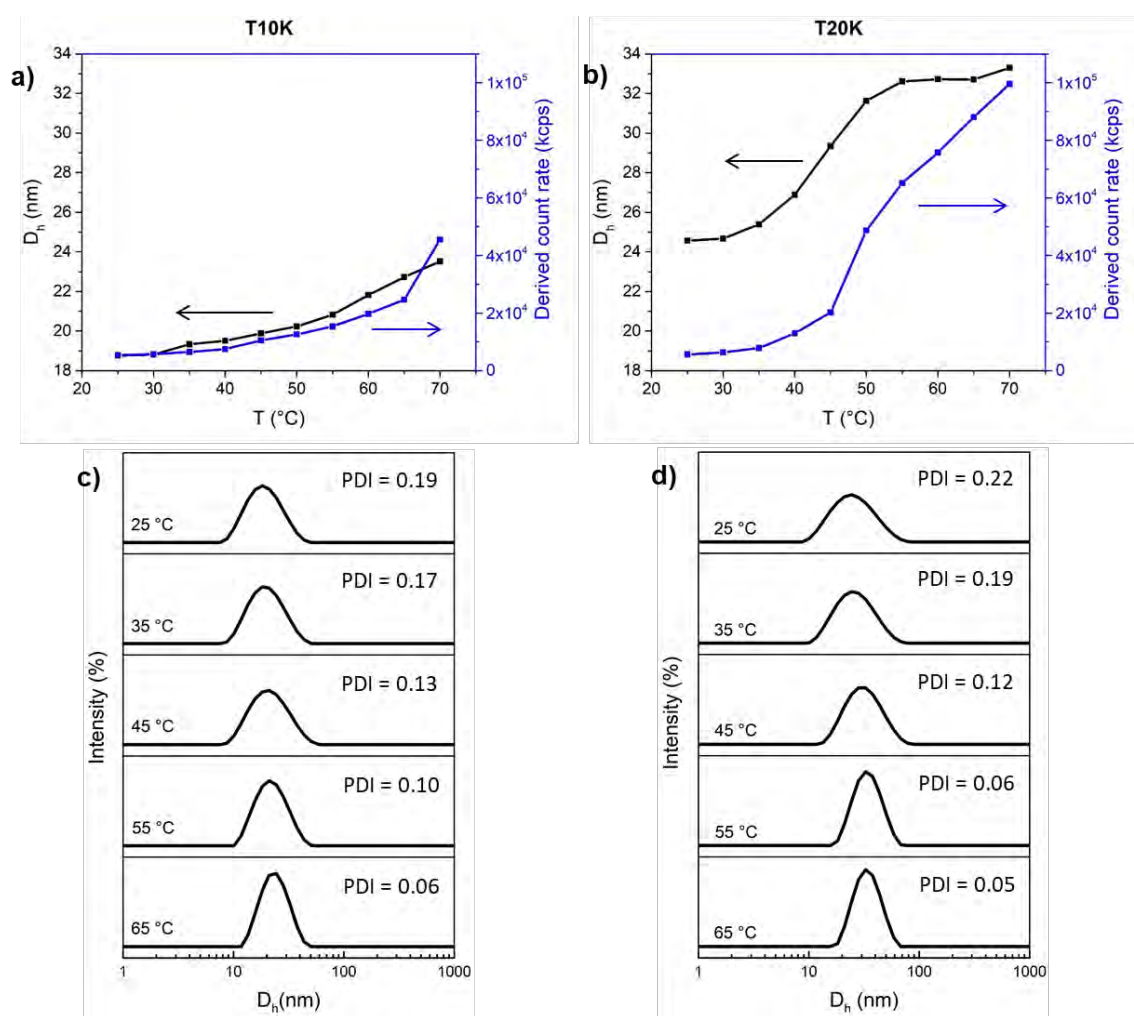 T10K
a)
34
32
30
28
26
24
22
20
18
D_h (nm)
20 30 40 50 60 70
T (°C)
1x10^5
8x10^4
6x10^4
4x10^4
2x10^4
0
Derived count rate (kcps)
T20K
b)
34
32
30
28
26
24
22
20
18
D_h (nm)
20 30 40 50 60 70
T (°C)
1x10^5
8x10^4
6x10^4
4x10^4
2x10^4
0
Derived count rate (kcps)
c)
Intensity (%)
PDI = 0.19
25 °C
PDI = 0.17
35 °C
PDI = 0.13
45 °C
PDI = 0.10
55 °C
PDI = 0.06
65 °C
1 10 100 1000
D_h(nm)
d)
Intensity (%)
PDI = 0.22
25 °C
PDI = 0.19
35 °C
PDI = 0.12
45 °C
PDI = 0.06
55 °C
PDI = 0.05
65 °C
1 10 100 1000
D_h(nm)